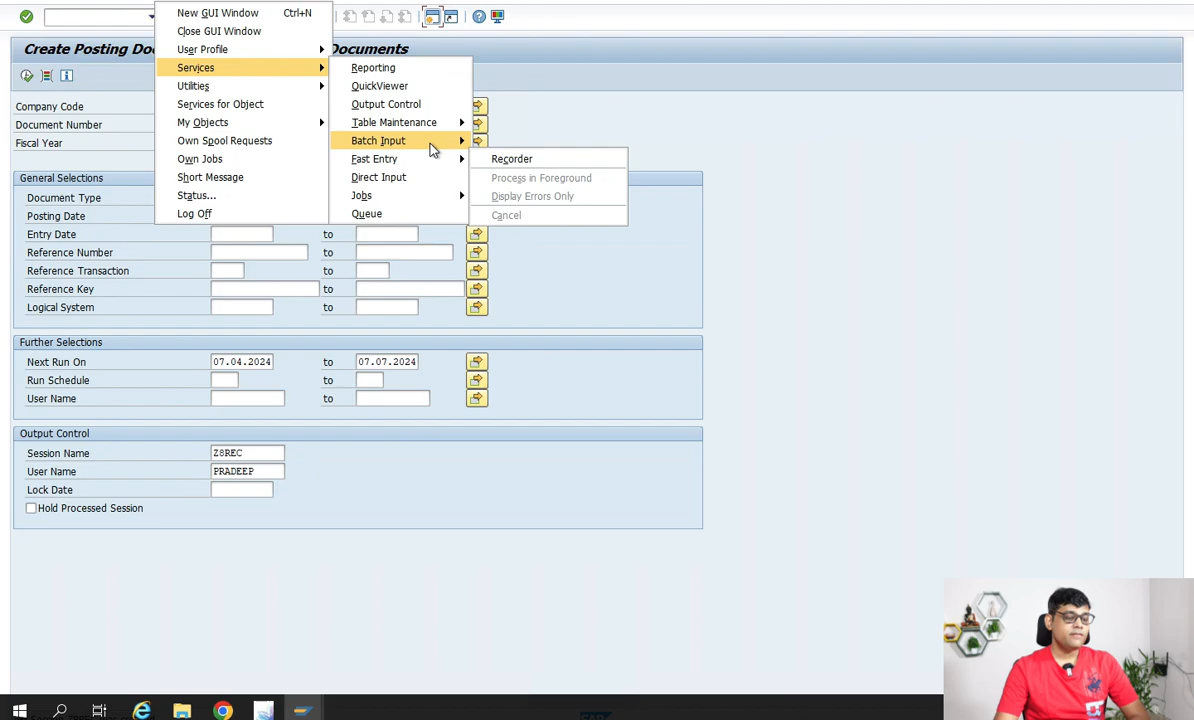 New GUI Window Ctrl+N
Close GUI Window
User Profile
Services
Utilities
Services for Object
My Objects
Own Spool Requests
Own Jobs
Short Message
Status...
Log Off
Reporting
QuickViewer
Output Control
Table Maintenance
Batch Input
Fast Entry
Direct Input
Jobs
Queue
Recorder
Process in Foreground
Display Errors Only
Cancel
Create Posting Do
Documents
Company Code
Document Number
Fiscal Year
General Selections
Document Type
Posting Date
Entry Date to
Reference Number to
Reference Transaction to
Reference Key to
Logical System to
Further Selections
Next Run On 07.04.2024 to 07.07.2024
Run Schedule to
User Name to
Output Control
Session Name Z8REC
User Name PRADEEP
Lock Date
Hold Processed Session